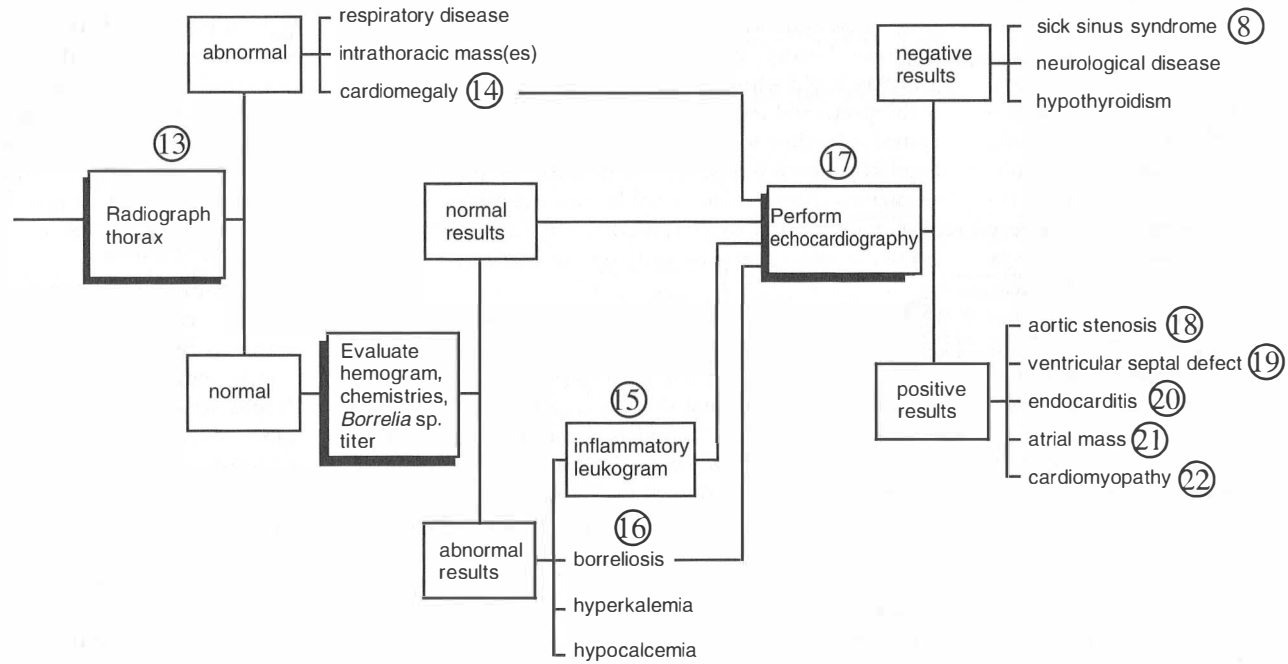 respiratory disease
abnormal
intrathoracic mass(es)
cardiomegaly 14
13
Radiograph
thorax
normal
Evaluate
hemogram,
chemistries,
Borrelia sp.
titer
normal
results
abnormal
results
15
inflammatory
leukogram
16
borreliosis
hyperkalemia
hypocalcemia
17
Perform
echocardiography
negative
results
sick sinus syndrome 8
neurological disease
hypothyroidism
positive
results
aortic stenosis 18
ventricular septal defect 19
endocarditis 20
atrial mass 21
cardiomyopathy 22